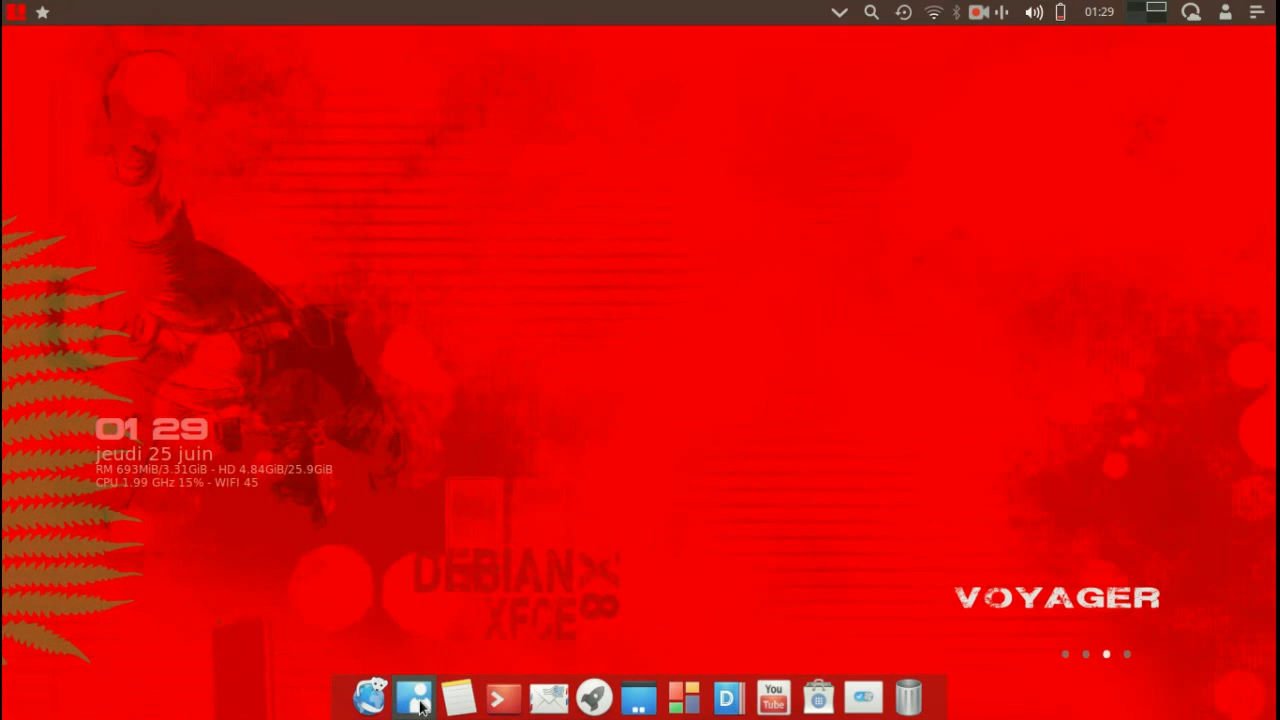 01:29
01 29
jeudi 25 juin
RM 693MiB/3.31GiB - HD 4.84GiB/25.9GiB
CPU 1.99 GHz 15% - WIFI 45
DEBIAN
XFCE
X8
VOYAGER
D
You
Tube